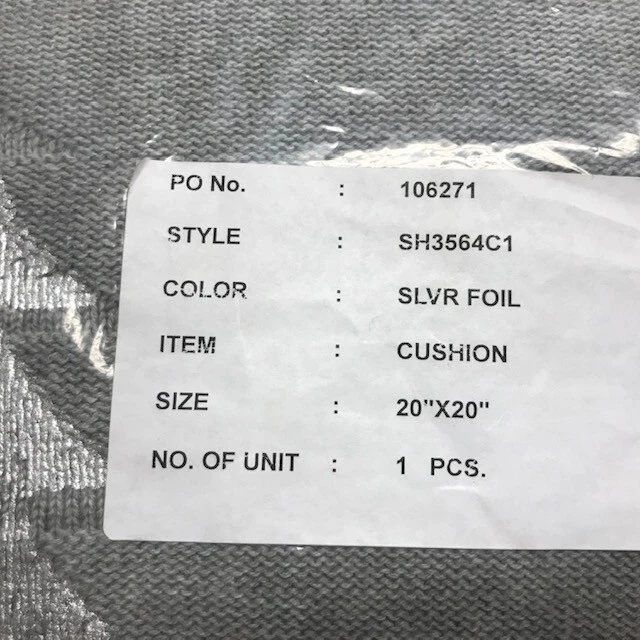 PO No. : 106271
STYLE : SH3564C1
COLOR : SLVR FOIL
ITEM : CUSHION
SIZE : 20"X20"
NO. OF UNIT : 1 PCS.